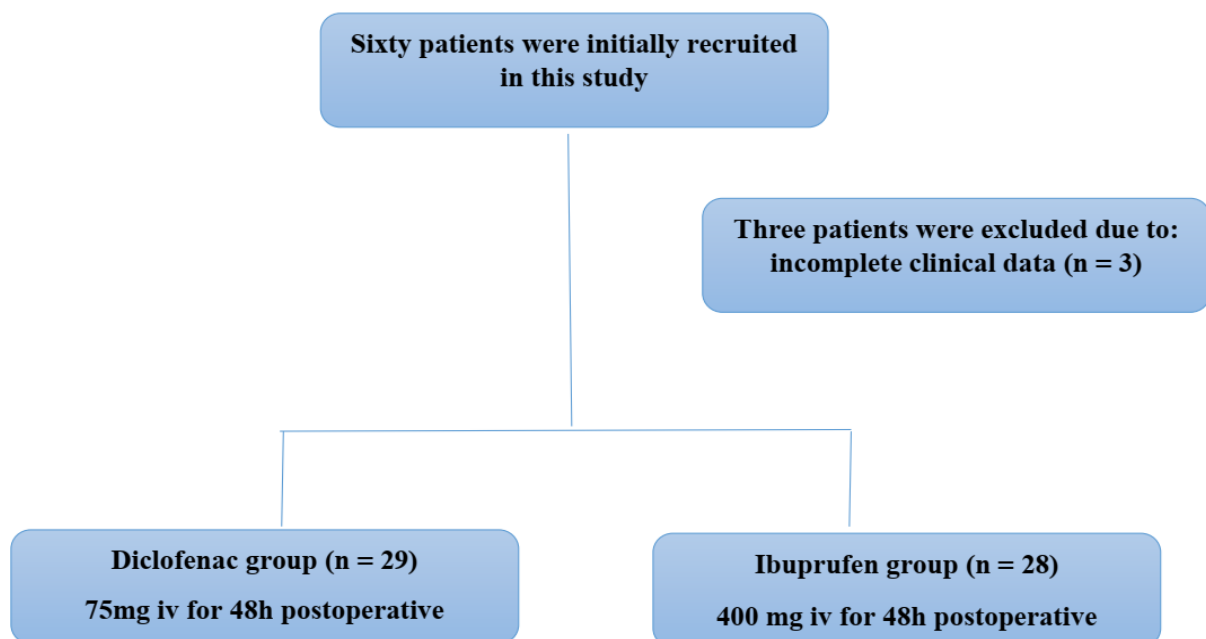 Sixty patients were initially recruited
in this study
Three patients were excluded due to:
incomplete clinical data (n = 3)
Diclofenac group (n = 29)
75mg iv for 48h postoperative
Ibuprufen group (n = 28)
400 mg iv for 48h postoperative